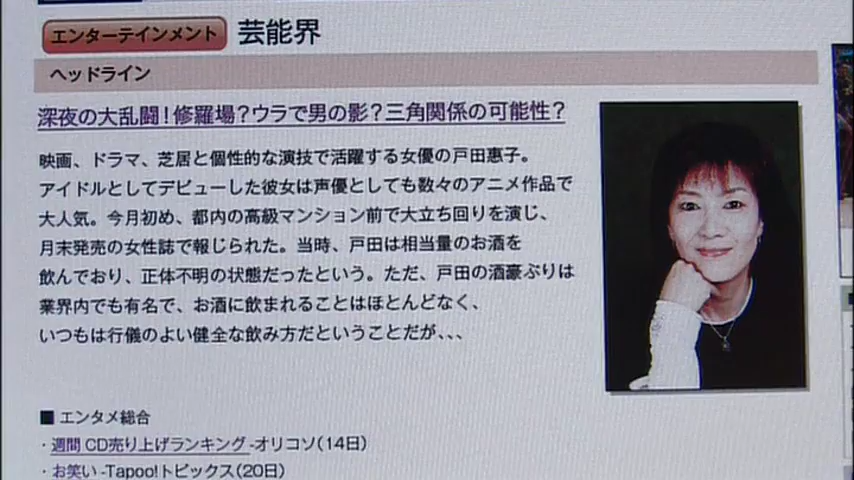 エンターテインメント 芸能界
ヘッドライン
深夜の大乱闘！修羅場？ウラで男の影？三角関係の可能性？
映画、ドラマ、芝居と個性的な演技で活躍する女優の戸田惠子。
アイドルとしてデビューした彼女は声優としても数々のアニメ作品で
大人気。今月初め、都内の高級マンション前で大立ち回りを演じ、
月末発売の女性誌で報じられた。当時、戸田は相当量のお酒を
飲んでおり、正体不明の状態だったという。ただ、戸田の酒豪ぶりは
業界内でも有名で、お酒に飲まれることはほとんどなく、
いつもは行儀のよい健全な飲み方だということだが、、、
■ エンタメ総合
・週間 CD売り上げランキング -オリコソ（14日）
・お笑い -Tapoo!トピックス（20日）